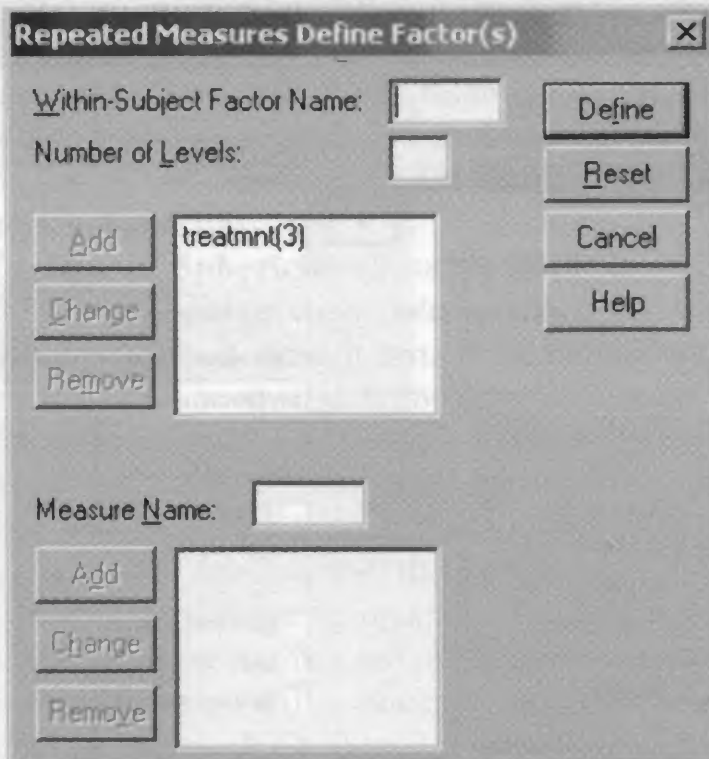 Repeated Measures Define Factor(s)
Within-Subject Factor Name:
Define
Number of Levels:
Reset
Add
treatmnt(3)
Cancel
Change
Help
Remove
Measure Name:
Add
Change
Remove